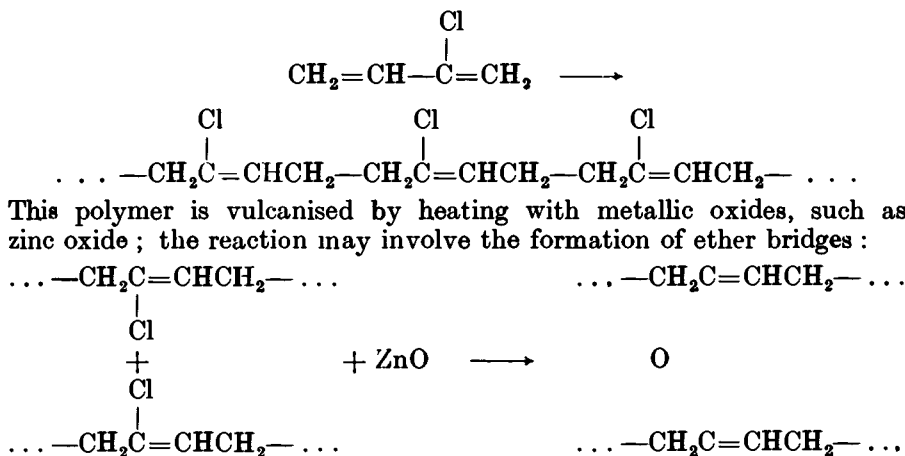 Cl
|
CH₂=CH—C=CH₂ ⟶
Cl Cl Cl
| | |
. . . —CH₂C=CHCH₂—CH₂C=CHCH₂—CH₂C=CHCH₂— . . .
This polymer is vulcanised by heating with metallic oxides, such as
zinc oxide ; the reaction may involve the formation of ether bridges :
. . . —CH₂C=CHCH₂— . . . . . . —CH₂C=CHCH₂— . . .
|
Cl
+ + ZnO ⟶ O
Cl
|
. . . —CH₂C=CHCH₂— . . . . . . —CH₂C=CHCH₂— . . .